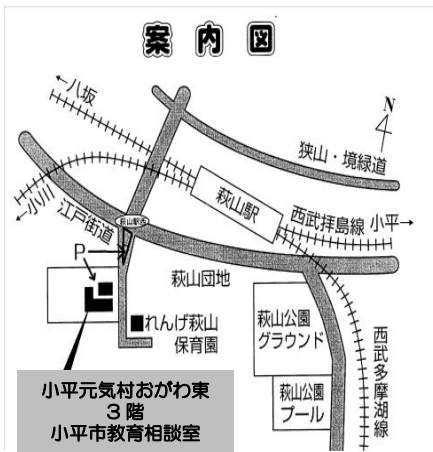 案内図
←八坂
N
狭山・境緑道
萩山駅
西武拝島線 小平→
←小川
江戸街道
萩山駅西
P
萩山団地
れんげ萩山
保育園
萩山公園
グラウンド
萩山公園
プール
西武多摩湖線
小平元気村おがわ東
3階
小平市教育相談室